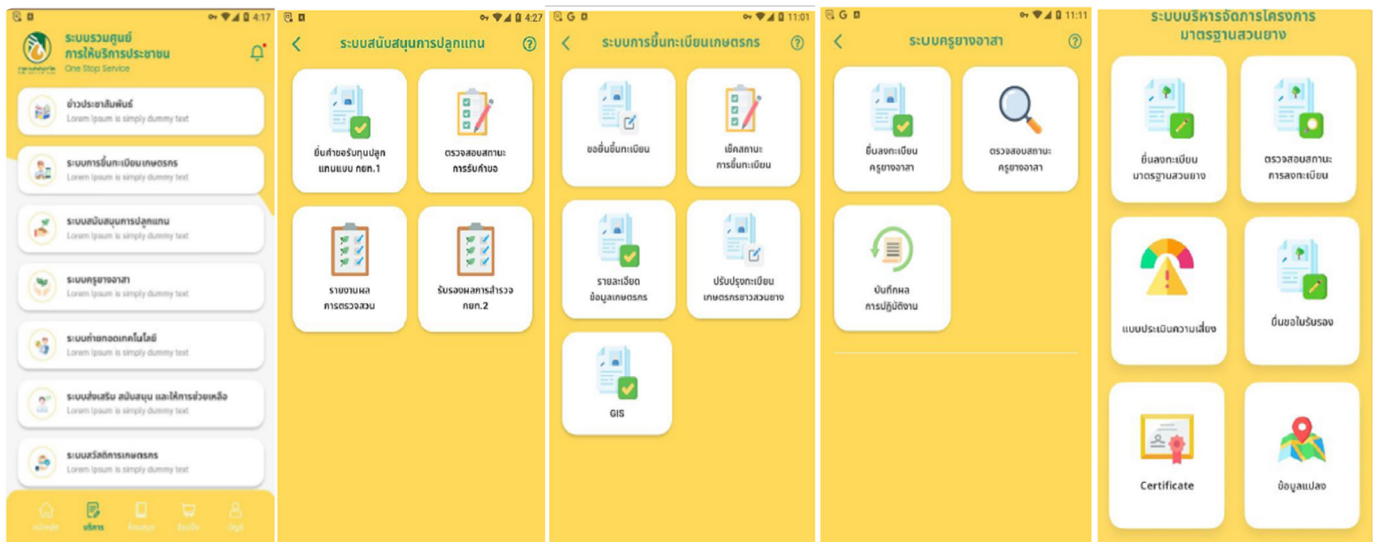 4:17
ระบบรวมศูนย์
การให้บริการประชาชน
One Stop Service
ข่าวประชาสัมพันธ์
Lorem Ipsum is simply dummy text
ระบบการขึ้นทะเบียนเกษตรกร
Lorem Ipsum is simply dummy text
ระบบสนับสนุนการปลูกแทน
Lorem Ipsum is simply dummy text
ระบบครูยางอาสา
Lorem Ipsum is simply dummy text
ระบบถ่ายทอดเทคโนโลยี
Lorem Ipsum is simply dummy text
ระบบส่งเสริม สนับสนุน และให้การช่วยเหลือ
Lorem Ipsum is simply dummy text
ระบบสวัสดิการเกษตรกร
Lorem Ipsum is simply dummy text
หน้าหลัก บริการ บัญชี
4:27
ระบบสนับสนุนการปลูกแทน
ยื่นคำขอรับทุนปลูก
แทนแบบ กยท.1
ตรวจสอบสถานะ
การรับคำขอ
รายงานผล
การตรวจสวน
รับรองผลการสำรวจ
กยท.2
G 11:01
ระบบการขึ้นทะเบียนเกษตรกร
ขอยื่นขึ้นทะเบียน
เช็คสถานะ
การขึ้นทะเบียน
รายละเอียด
ข้อมูลเกษตรกร
ปรับปรุงทะเบียน
เกษตรกรชาวสวนยาง
GIS
G 11:11
ระบบครูยางอาสา
ยื่นลงทะเบียน
ครูยางอาสา
ตรวจสอบสถานะ
ครูยางอาสา
บันทึกผล
การปฏิบัติงาน
ระบบบริหารจัดการโครงการ
มาตรฐานสวนยาง
ยื่นลงทะเบียน
มาตรฐานสวนยาง
ตรวจสอบสถานะ
การลงทะเบียน
แบบประเมินความเสี่ยง
ยื่นขอใบรับรอง
Certificate
ข้อมูลแปลง